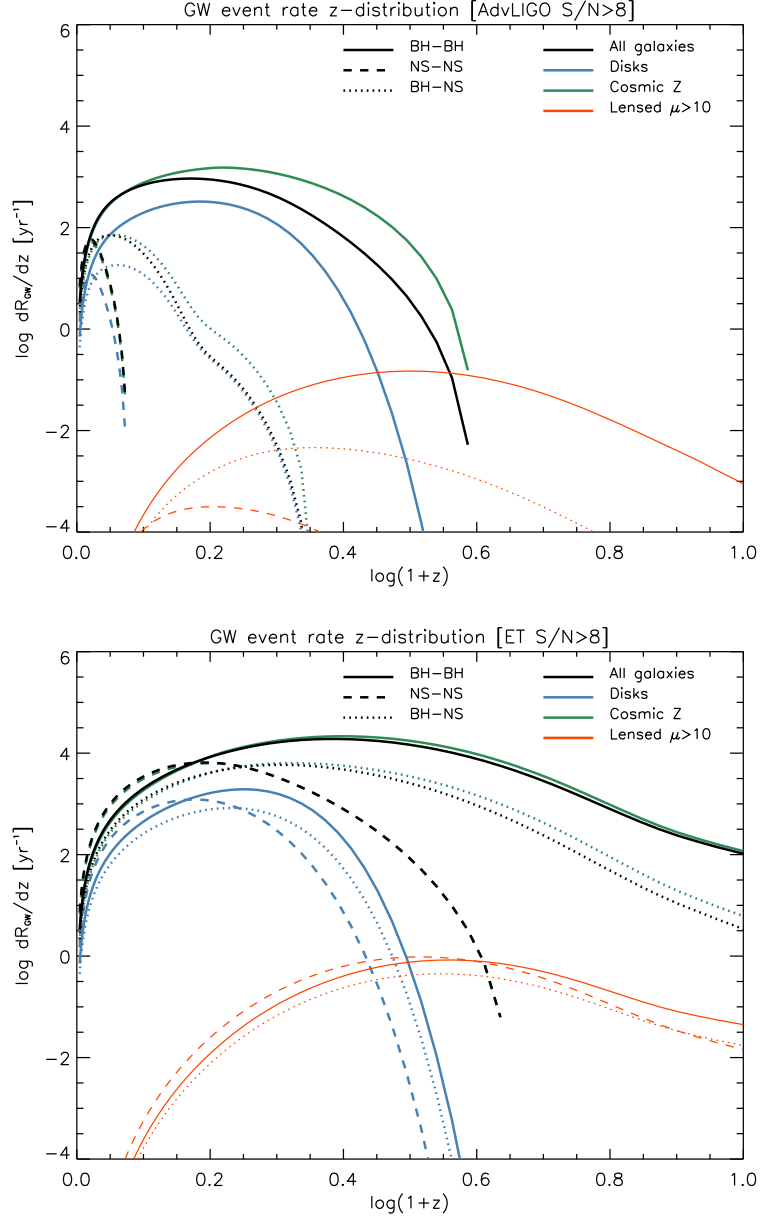 GW event rate z-distribution [AdvLIGO S/N>8]
6
4
2
0
-2
-4
log dR_GW/dz [yr⁻¹]
BH-BH
NS-NS
BH-NS
All galaxies
Disks
Cosmic Z
Lensed μ>10
0.0 0.2 0.4 0.6 0.8 1.0
log(1+z)
GW event rate z-distribution [ET S/N>8]
6
4
2
0
-2
-4
log dR_GW/dz [yr⁻¹]
BH-BH
NS-NS
BH-NS
All galaxies
Disks
Cosmic Z
Lensed μ>10
0.0 0.2 0.4 0.6 0.8 1.0
log(1+z)